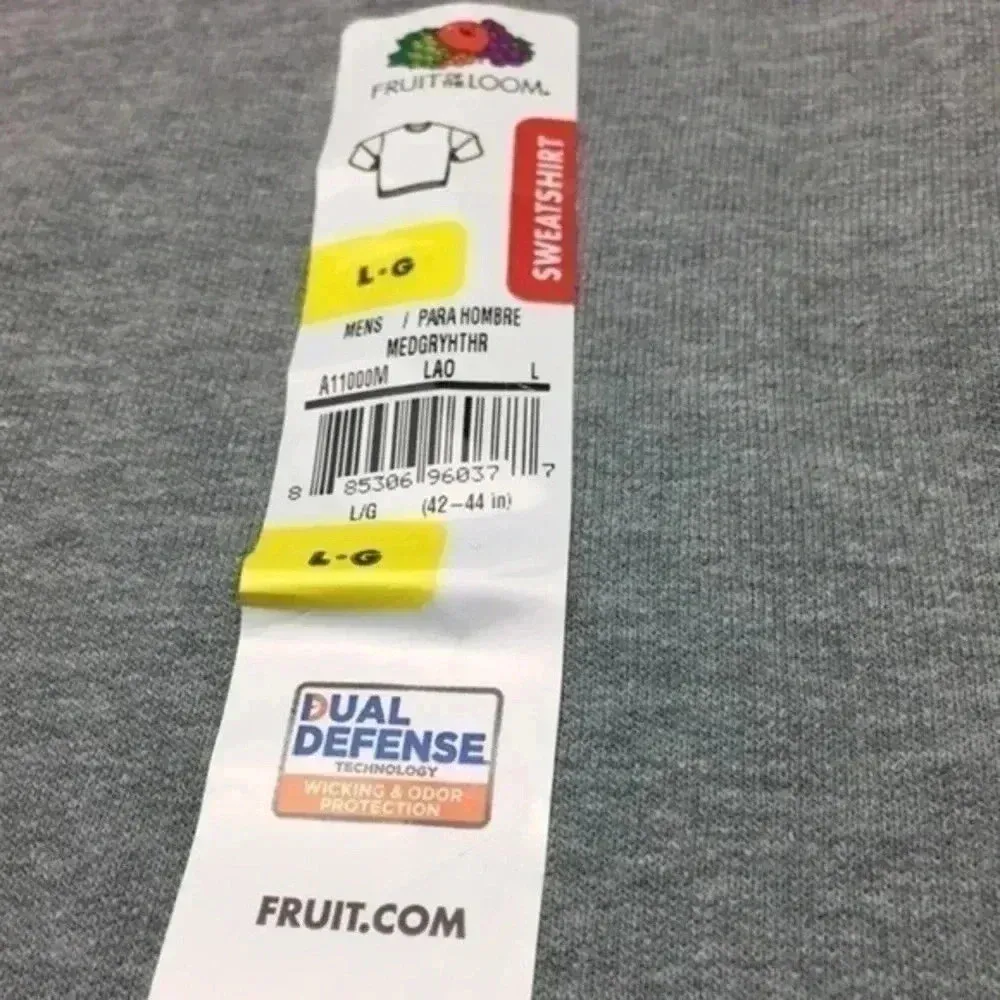 FRUIT OF THE LOOM.
SWEATSHIRT
L-G
MENS / PARA HOMBRE
MEDGRYHTHR
A11000M LAO L
8 85306 96037 7
L/G (42-44 in)
L-G
DUAL
DEFENSE
TECHNOLOGY
WICKING & ODOR
PROTECTION
FRUIT.COM